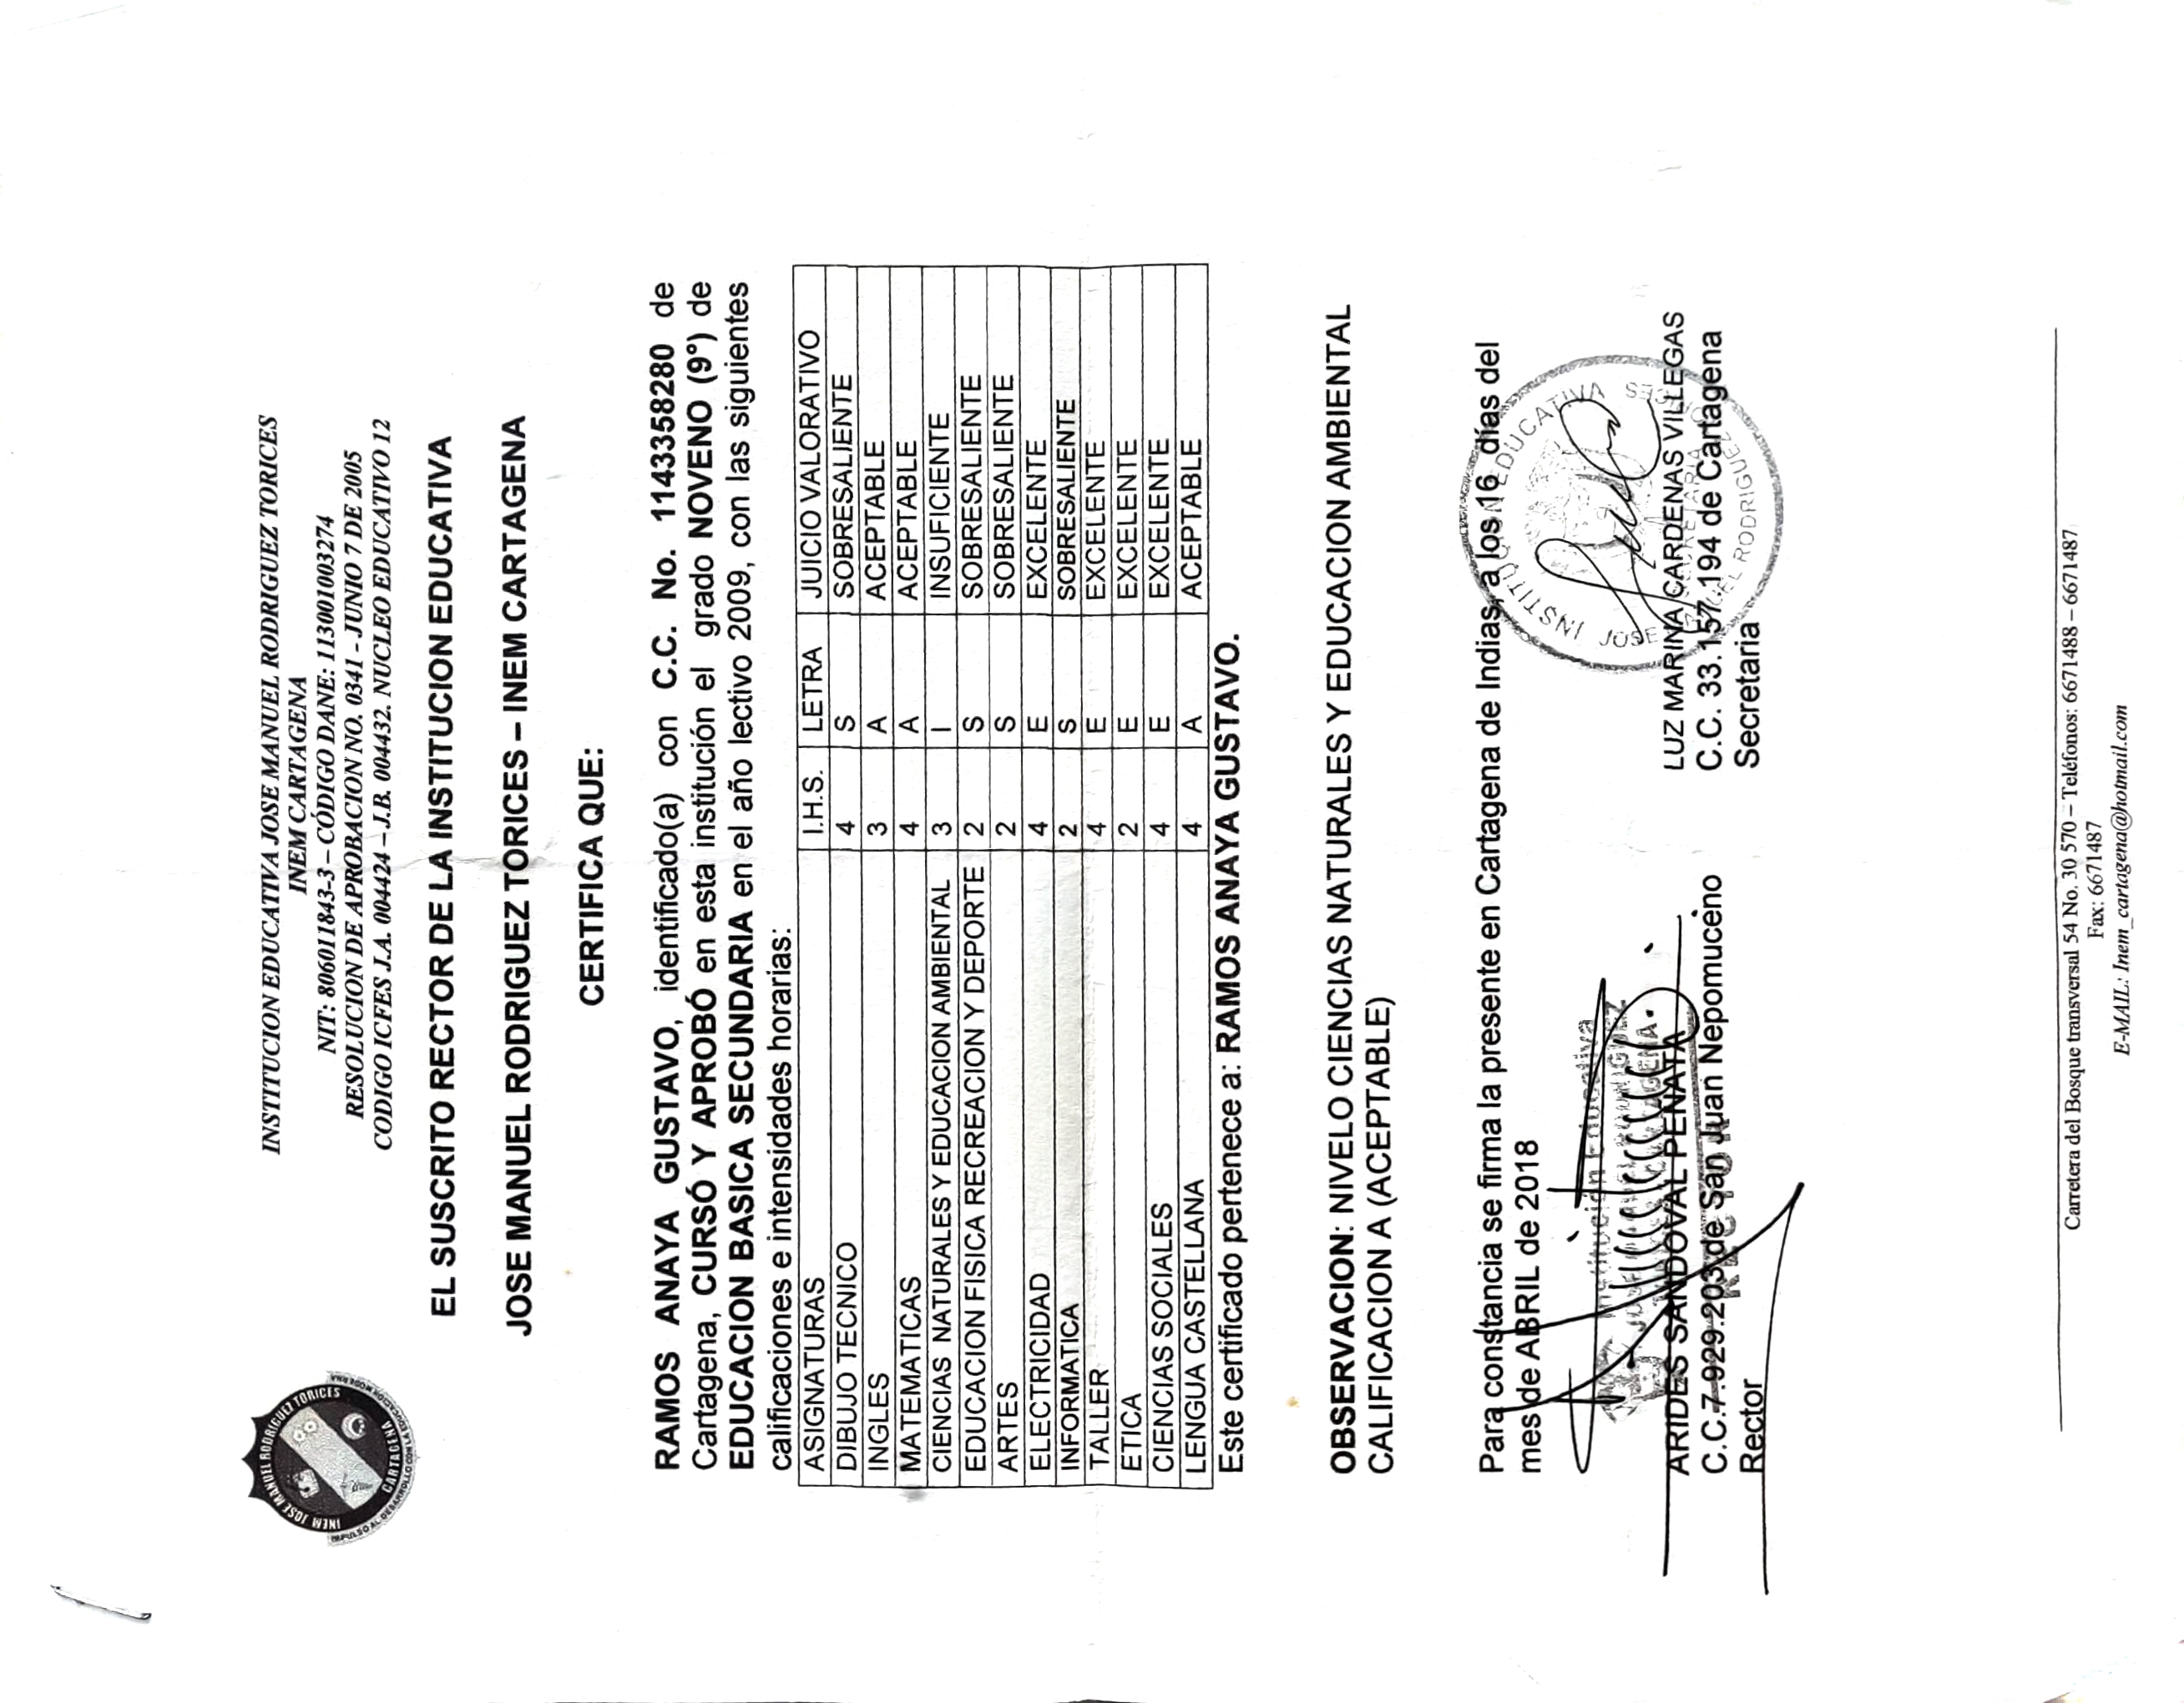 INEM JOSE MANUEL RODRIGUEZ TORICES
CARTAGENA
IMPULSO AL DESARROLLO CON LA EDUCACION MODERNA
INSTITUCION EDUCATIVA JOSE MANUEL RODRIGUEZ TORICES
INEM CARTAGENA
NIT: 806011843-3 – CÓDIGO DANE: 113001003274
RESOLUCION DE APROBACION NO. 0341 - JUNIO 7 DE 2005
CODIGO ICFES J.A. 004424 – J.B. 004432. NUCLEO EDUCATIVO 12
EL SUSCRITO RECTOR DE LA INSTITUCION EDUCATIVA
JOSE MANUEL RODRIGUEZ TORICES – INEM CARTAGENA
CERTIFICA QUE:
RAMOS ANAYA GUSTAVO, identificado(a) con C.C. No. 1143358280 de
Cartagena, CURSÓ Y APROBÓ en esta institución el grado NOVENO (9°) de
EDUCACION BASICA SECUNDARIA en el año lectivo 2009, con las siguientes
calificaciones e intensidades horarias:
ASIGNATURAS I.H.S. LETRA JUICIO VALORATIVO
DIBUJO TECNICO 4 S SOBRESALIENTE
INGLES 3 A ACEPTABLE
MATEMATICAS 4 A ACEPTABLE
CIENCIAS NATURALES Y EDUCACION AMBIENTAL 3 I INSUFICIENTE
EDUCACION FISICA RECREACION Y DEPORTE 2 S SOBRESALIENTE
ARTES 2 S SOBRESALIENTE
ELECTRICIDAD 4 E EXCELENTE
INFORMATICA 2 S SOBRESALIENTE
TALLER 4 E EXCELENTE
ETICA 2 E EXCELENTE
CIENCIAS SOCIALES 4 E EXCELENTE
LENGUA CASTELLANA 4 A ACEPTABLE
Este certificado pertenece a: RAMOS ANAYA GUSTAVO.
OBSERVACION: NIVELO CIENCIAS NATURALES Y EDUCACION AMBIENTAL
CALIFICACION A (ACEPTABLE)
Para constancia se firma la presente en Cartagena de Indias, a los 16 días del
mes de ABRIL de 2018
Institución Educativa
JOSE MANUEL RODRIGUEZ
CARTAGENA
RECTOR
ARIDES SANDOVAL PEÑATA
C.C.7.929.203 de San Juan Nepomuceno
Rector
INSTITUCION EDUCATIVA
JOSE MANUEL RODRIGUEZ TORICES
SECRETARIA
LUZ MARINA CARDENAS VILLEGAS
C.C. 33.157.194 de Cartagena
Secretaria
Carretera del Bosque transversal 54 No. 30 570 – Teléfonos: 6671488 – 6671487
Fax: 6671487
E-MAIL: Inem_cartagena@hotmail.com